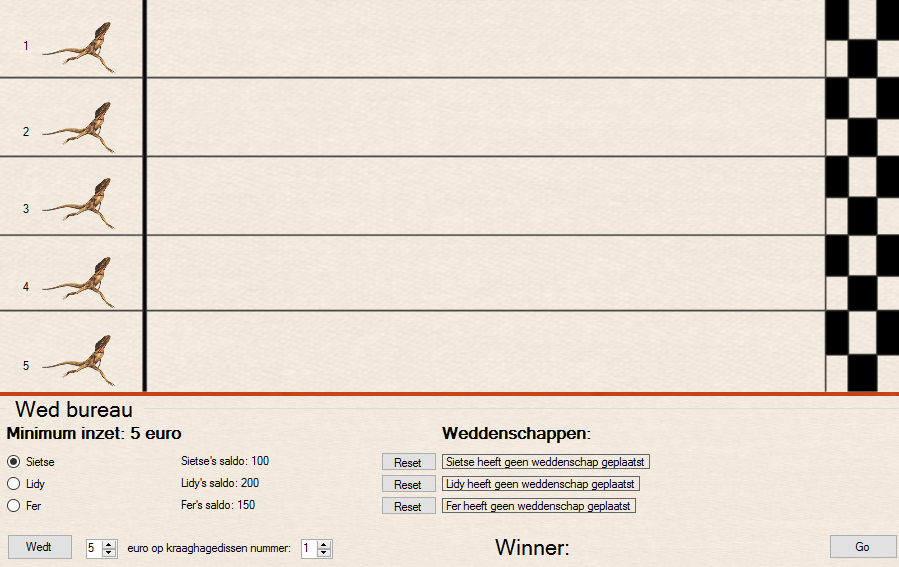 1
2
3
4
5
Wed bureau
Minimum inzet: 5 euro
Weddenschappen:
Sietse
Sietse's saldo: 100
Reset
Sietse heeft geen weddenschap geplaatst
Lidy
Lidy's saldo: 200
Reset
Lidy heeft geen weddenschap geplaatst
Fer
Fer's saldo: 150
Reset
Fer heeft geen weddenschap geplaatst
Wedt
5
euro op kraaghagedissen nummer:
1
Winner:
Go